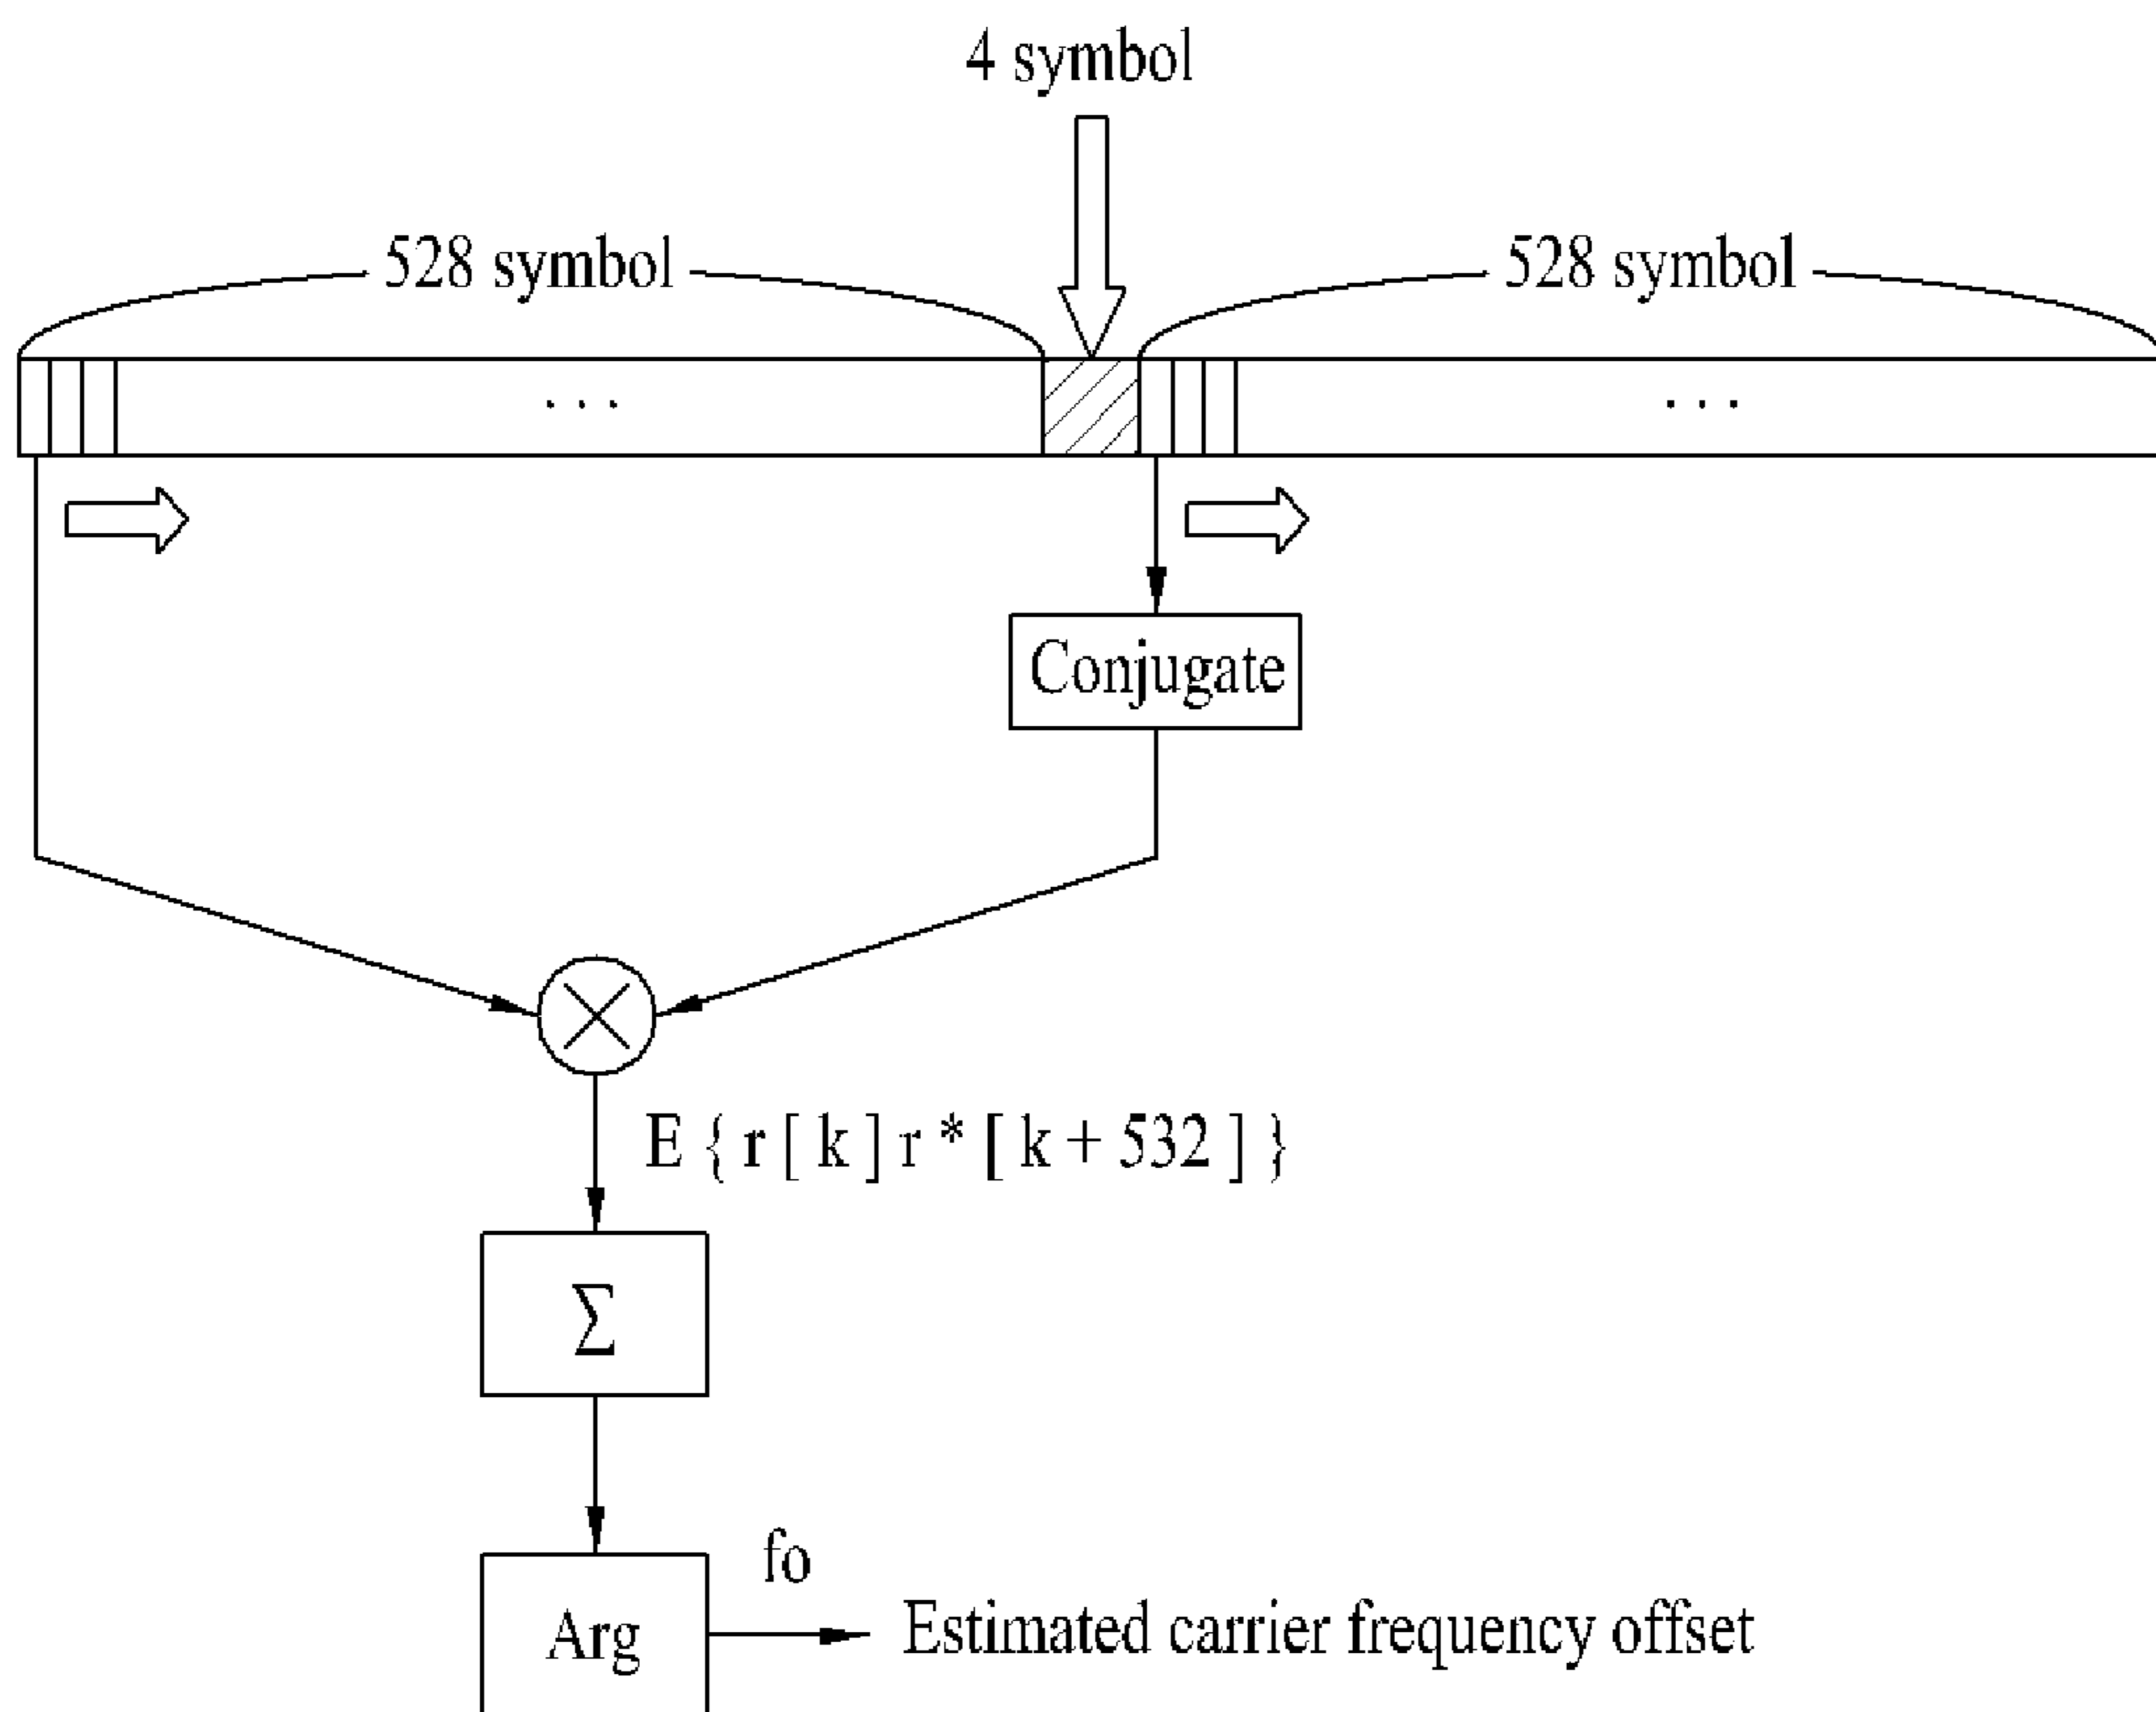 4 symbol
528 symbol
528 symbol
...
...
Conjugate
E { r [ k ] r * [ k + 532 ] }
Σ
fo
Arg
Estimated carrier frequency offset